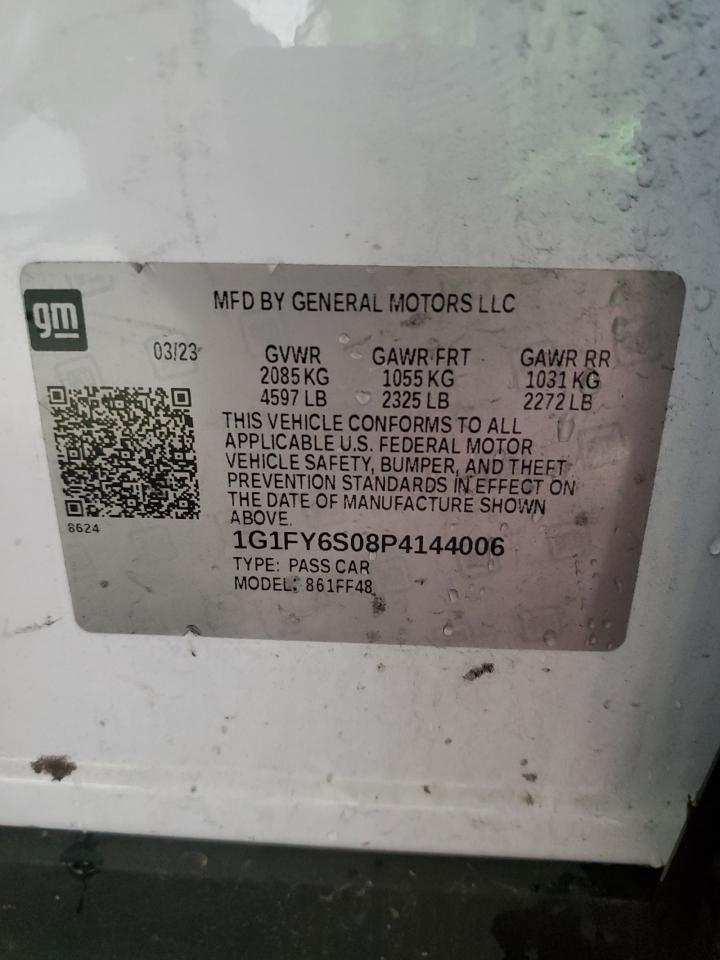 gm
MFD BY GENERAL MOTORS LLC
03/23 GVWR GAWR FRT GAWR RR
2085 KG 1055 KG 1031 KG
4597 LB 2325 LB 2272 LB
THIS VEHICLE CONFORMS TO ALL
APPLICABLE U.S. FEDERAL MOTOR
VEHICLE SAFETY, BUMPER, AND THEFT
PREVENTION STANDARDS IN EFFECT ON
THE DATE OF MANUFACTURE SHOWN
ABOVE.
8624
1G1FY6S08P4144006
TYPE: PASS CAR
MODEL: 861FF48